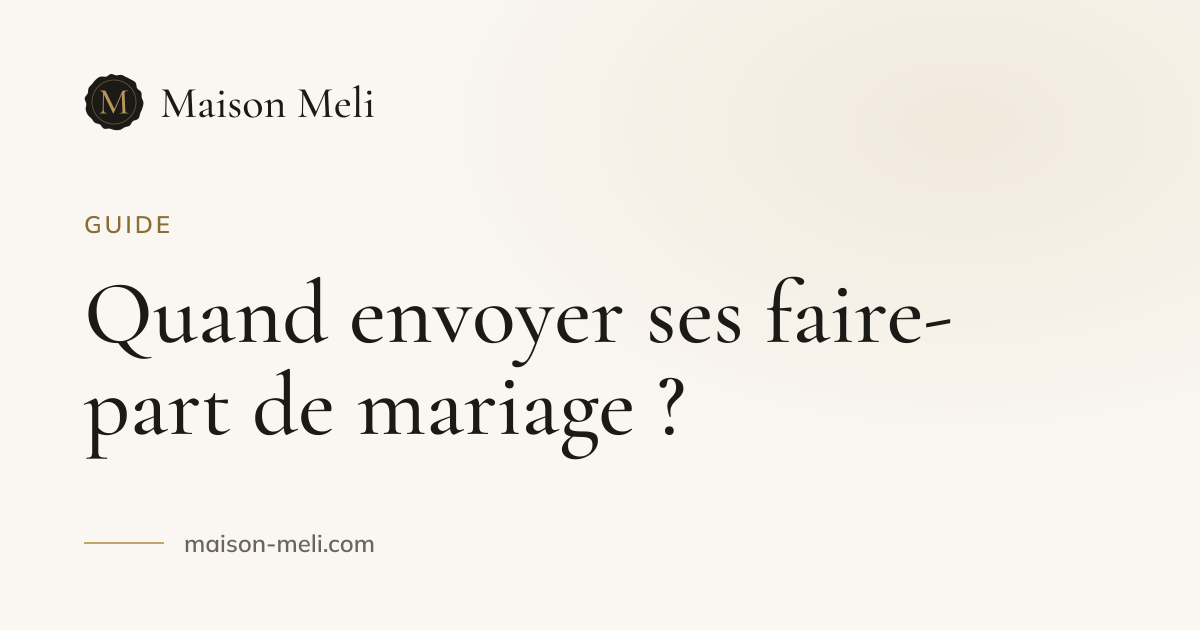 M
Maison Meli
GUIDE
Quand envoyer ses faire-
part de mariage ?
maison-meli.com